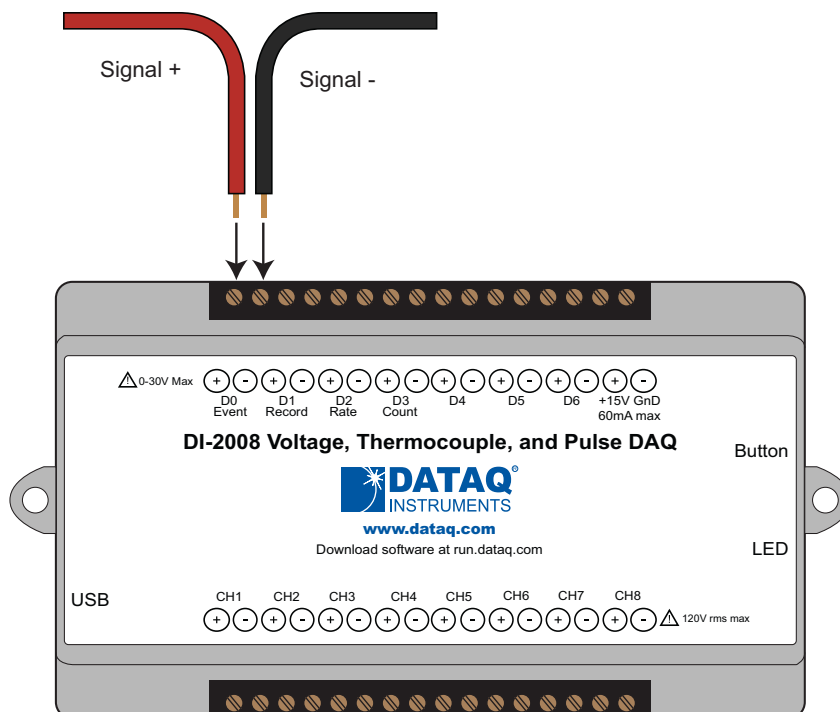 Signal +
Signal -
0-30V Max
+ - + - + - + - + - + - + - + -
D0 D1 D2 D3 D4 D5 D6 +15V GnD
Event Record Rate Count 60mA max
DI-2008 Voltage, Thermocouple, and Pulse DAQ
Button
DATAQ®
INSTRUMENTS
www.dataq.com
Download software at run.dataq.com
LED
USB
CH1 CH2 CH3 CH4 CH5 CH6 CH7 CH8
+ - + - + - + - + - + - + - + - 120V rms max